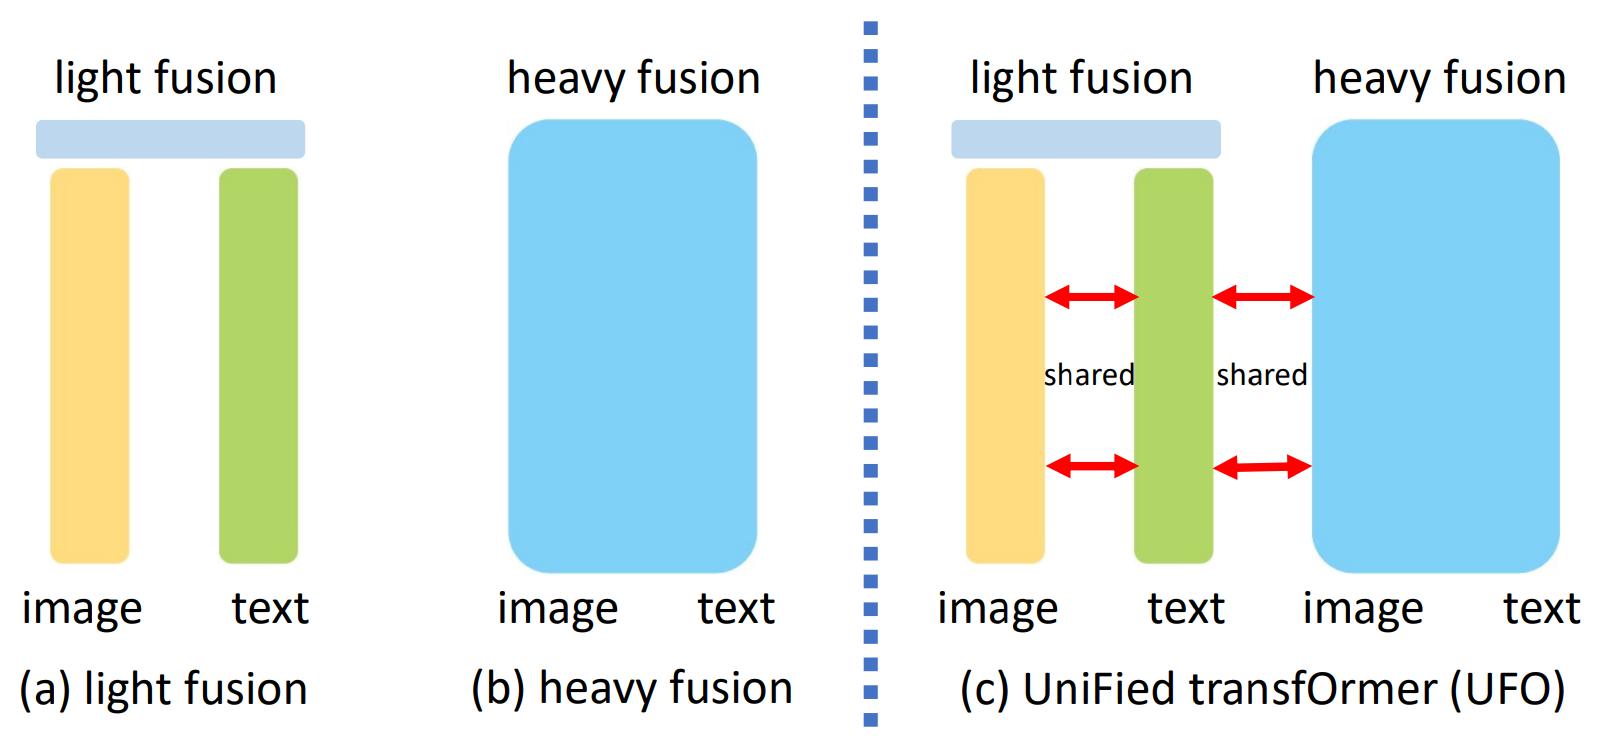 light fusion
image text
(a) light fusion
heavy fusion
image text
(b) heavy fusion
light fusion heavy fusion
shared shared
image text image text
(c) UniFied transfOrmer (UFO)